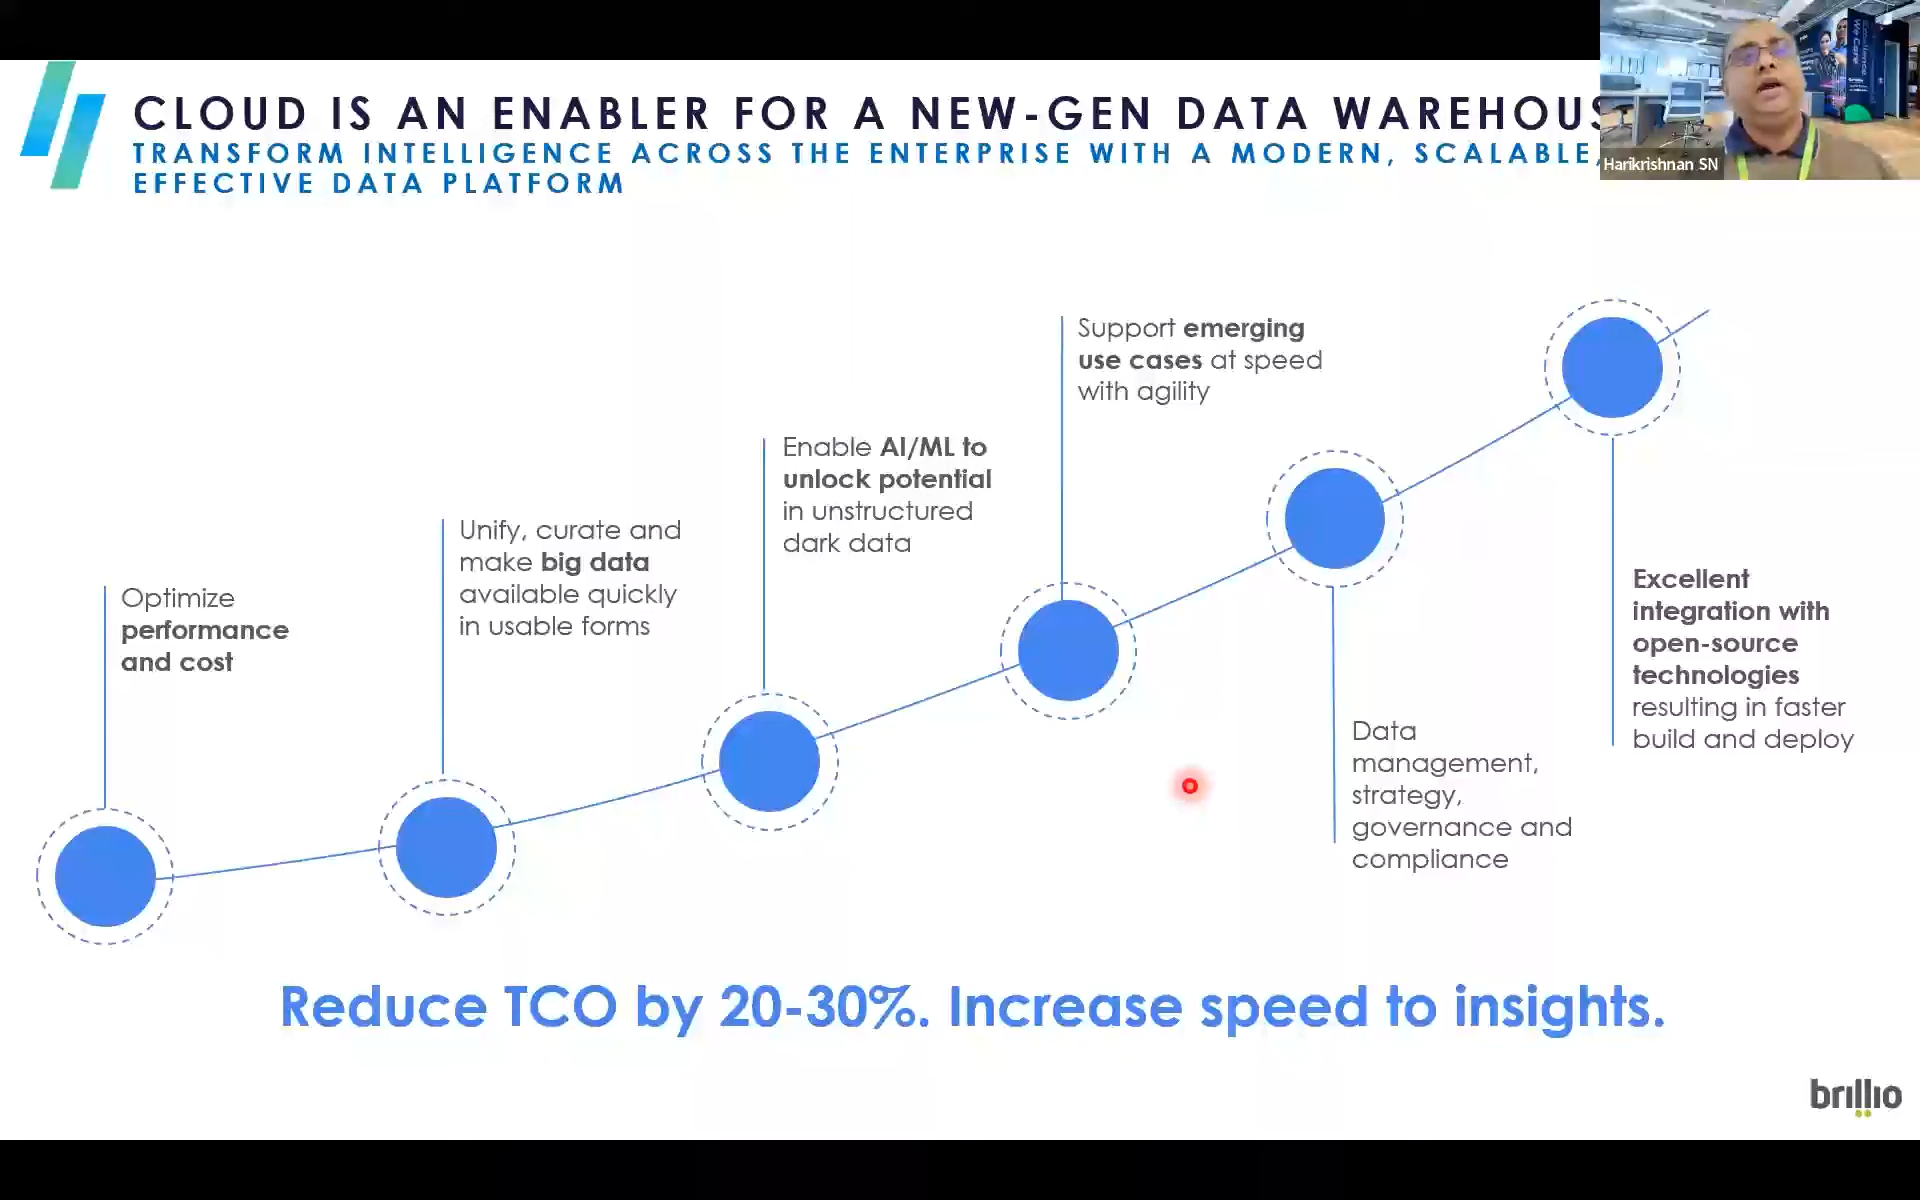 CLOUD IS AN ENABLER FOR A NEW-GEN DATA WAREHOUS
TRANSFORM INTELLIGENCE ACROSS THE ENTERPRISE WITH A MODERN, SCALABLE,
EFFECTIVE DATA PLATFORM
Harikrishnan SN
We Care
Optimize
performance
and cost
Unify, curate and
make big data
available quickly
in usable forms
Enable AI/ML to
unlock potential
in unstructured
dark data
Support emerging
use cases at speed
with agility
Data
management,
strategy,
governance and
compliance
Excellent
integration with
open-source
technologies
resulting in faster
build and deploy
Reduce TCO by 20-30%. Increase speed to insights.
brillio